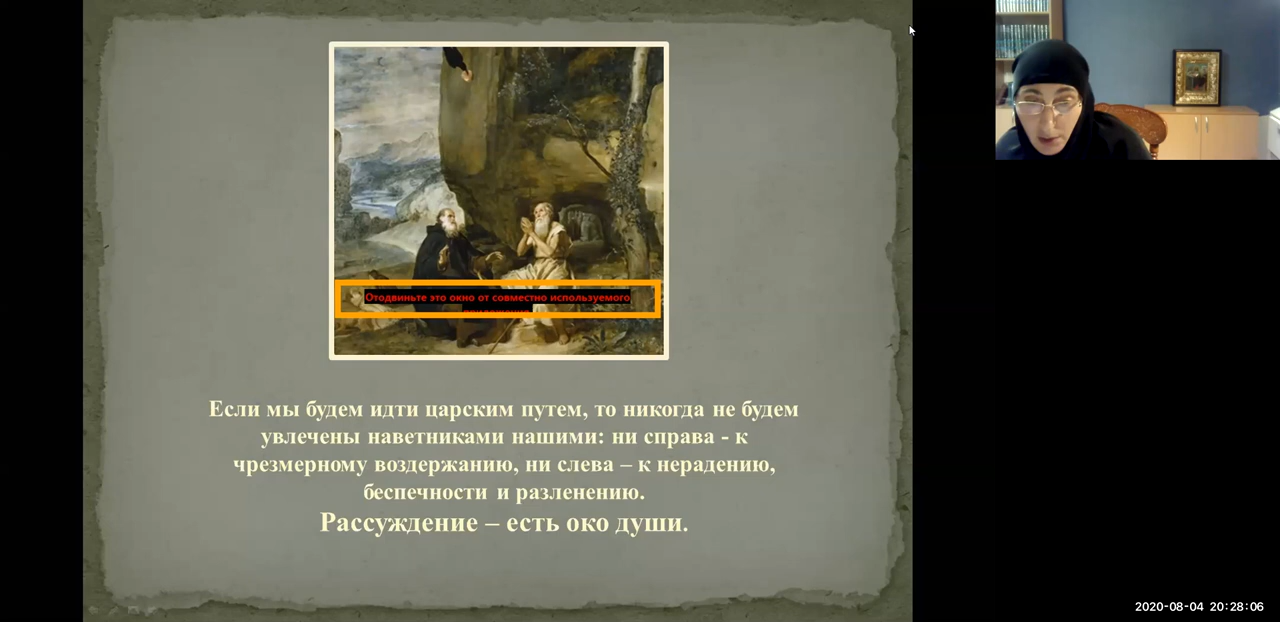 Отодвиньте это окно от совместно используемого
Если мы будем идти царским путем, то никогда не будем
увлечены наветниками нашими: ни справа - к
чрезмерному воздержанию, ни слева – к нерадению,
беспечности и разленению.
Рассуждение – есть око души.
2020-08-04 20:28:06